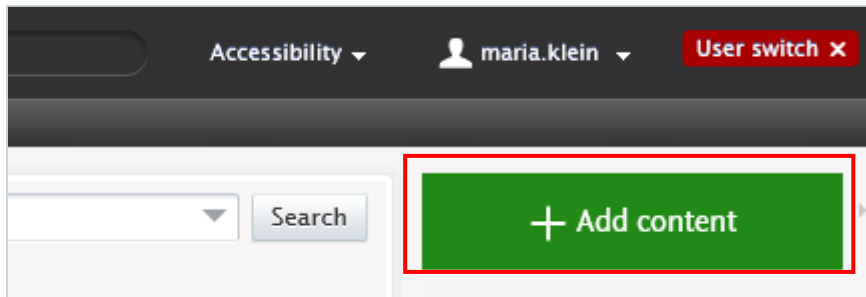 Accessibility
maria.klein
User switch ×
Search
+ Add content